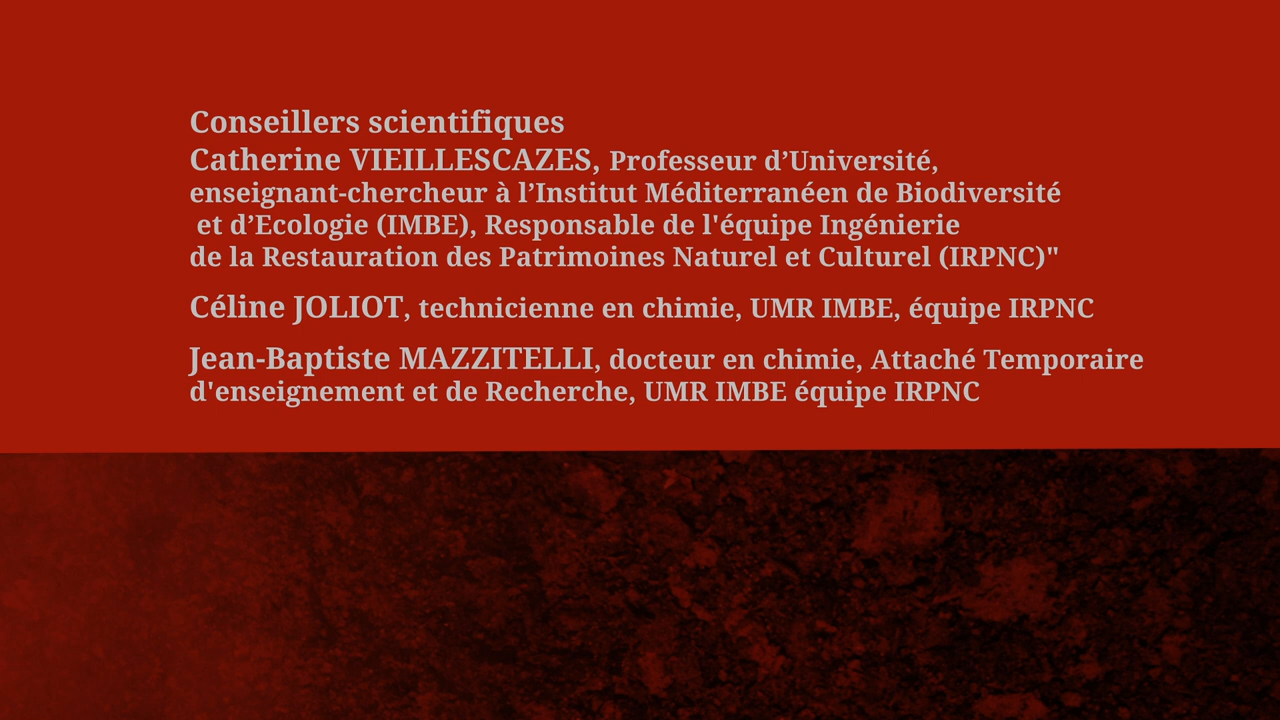 Conseillers scientifiques
Catherine VIEILLESCAZES, Professeur d’Université,
enseignant-chercheur à l’Institut Méditerranéen de Biodiversité
et d’Ecologie (IMBE), Responsable de l'équipe Ingénierie
de la Restauration des Patrimoines Naturel et Culturel (IRPNC)"
Céline JOLIOT, technicienne en chimie, UMR IMBE, équipe IRPNC
Jean-Baptiste MAZZITELLI, docteur en chimie, Attaché Temporaire
d'enseignement et de Recherche, UMR IMBE équipe IRPNC